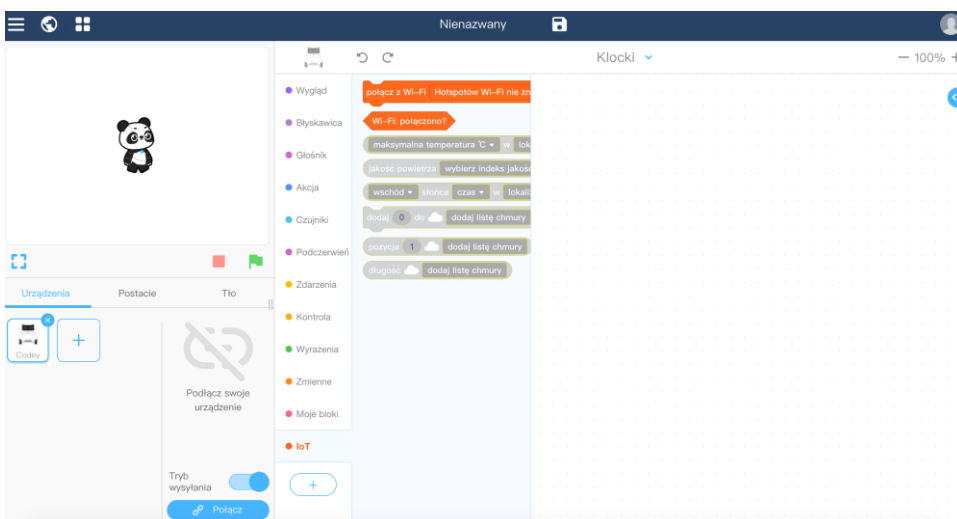 Nienazwany
Klocki
100%
Wygląd
Błyskawica
Głośnik
Akcja
Czujniki
Podczerwień
Zdarzenia
Kontrola
Wyrażenia
Zmienne
Moje bloki
IoT
połącz z Wi-Fi Hotspotów Wi-Fi nie zn
Wi-Fi: połączono?
maksymalna temperatura ℃ w lok
jakość powietrza wybierz indeks jakoś
wschód słońca czas w lokali
dodaj 0 do dodaj listę chmury
pozycja 1 dodaj listę chmury
długość dodaj listę chmury
Urządzenia
Postacie
Tło
Codey
Podłącz swoje
urządzenie
Tryb
wysyłania
Połącz